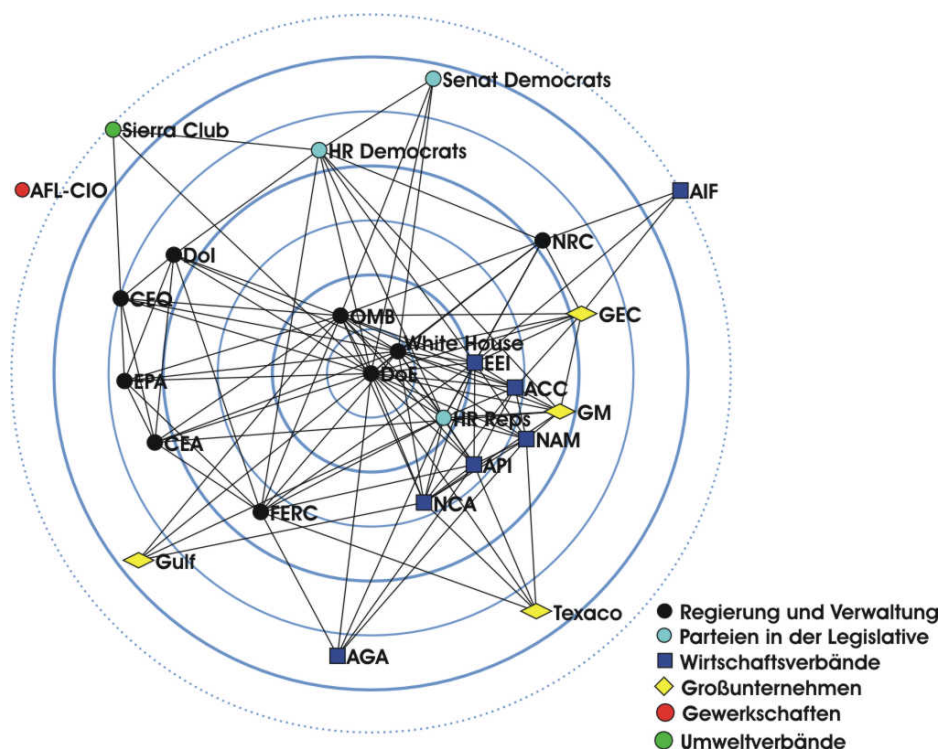 Senat Democrats
Sierra Club
HR Democrats
AFL-CIO
AIF
NRC
DoI
CEQ
GEC
OMB
White House
EEI
DoE
EPA
ACC
GM
HR Reps
NAM
CEA
API
NCA
FERC
Gulf
Texaco
AGA
Regierung und Verwaltung
Parteien in der Legislative
Wirtschaftsverbände
Großunternehmen
Gewerkschaften
Umweltverbände